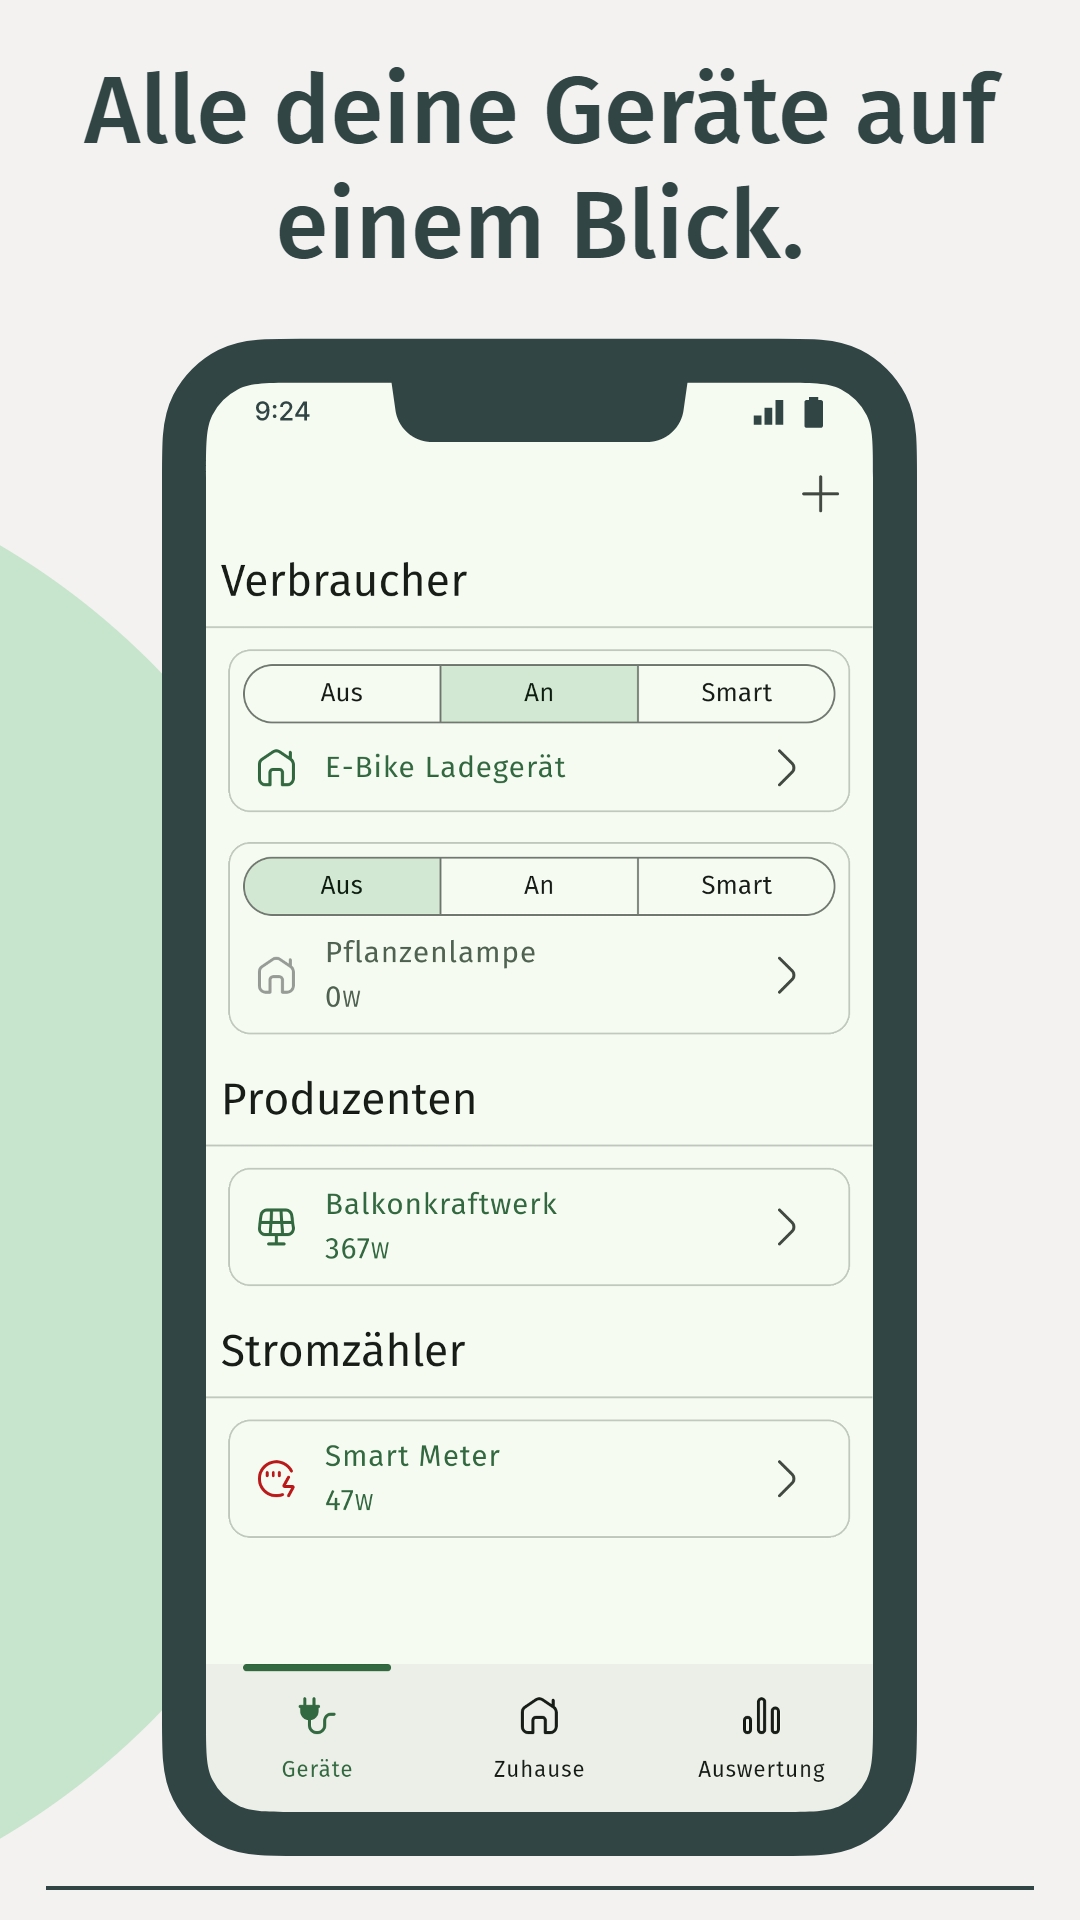 Alle deine Geräte auf
einem Blick.
9:24
Verbraucher
Aus An Smart
E-Bike Ladegerät
Aus An Smart
Pflanzenlampe
0W
Produzenten
Balkonkraftwerk
367W
Stromzähler
Smart Meter
47W
Geräte Zuhause Auswertung